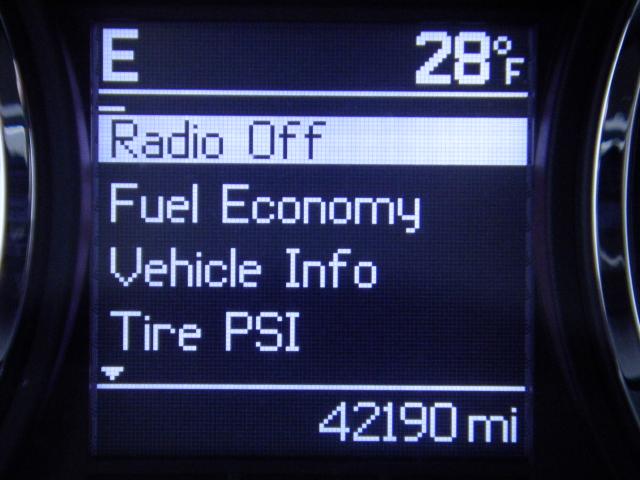 E 28°F
Radio Off
Fuel Economy
Vehicle Info
Tire PSI
42190 mi